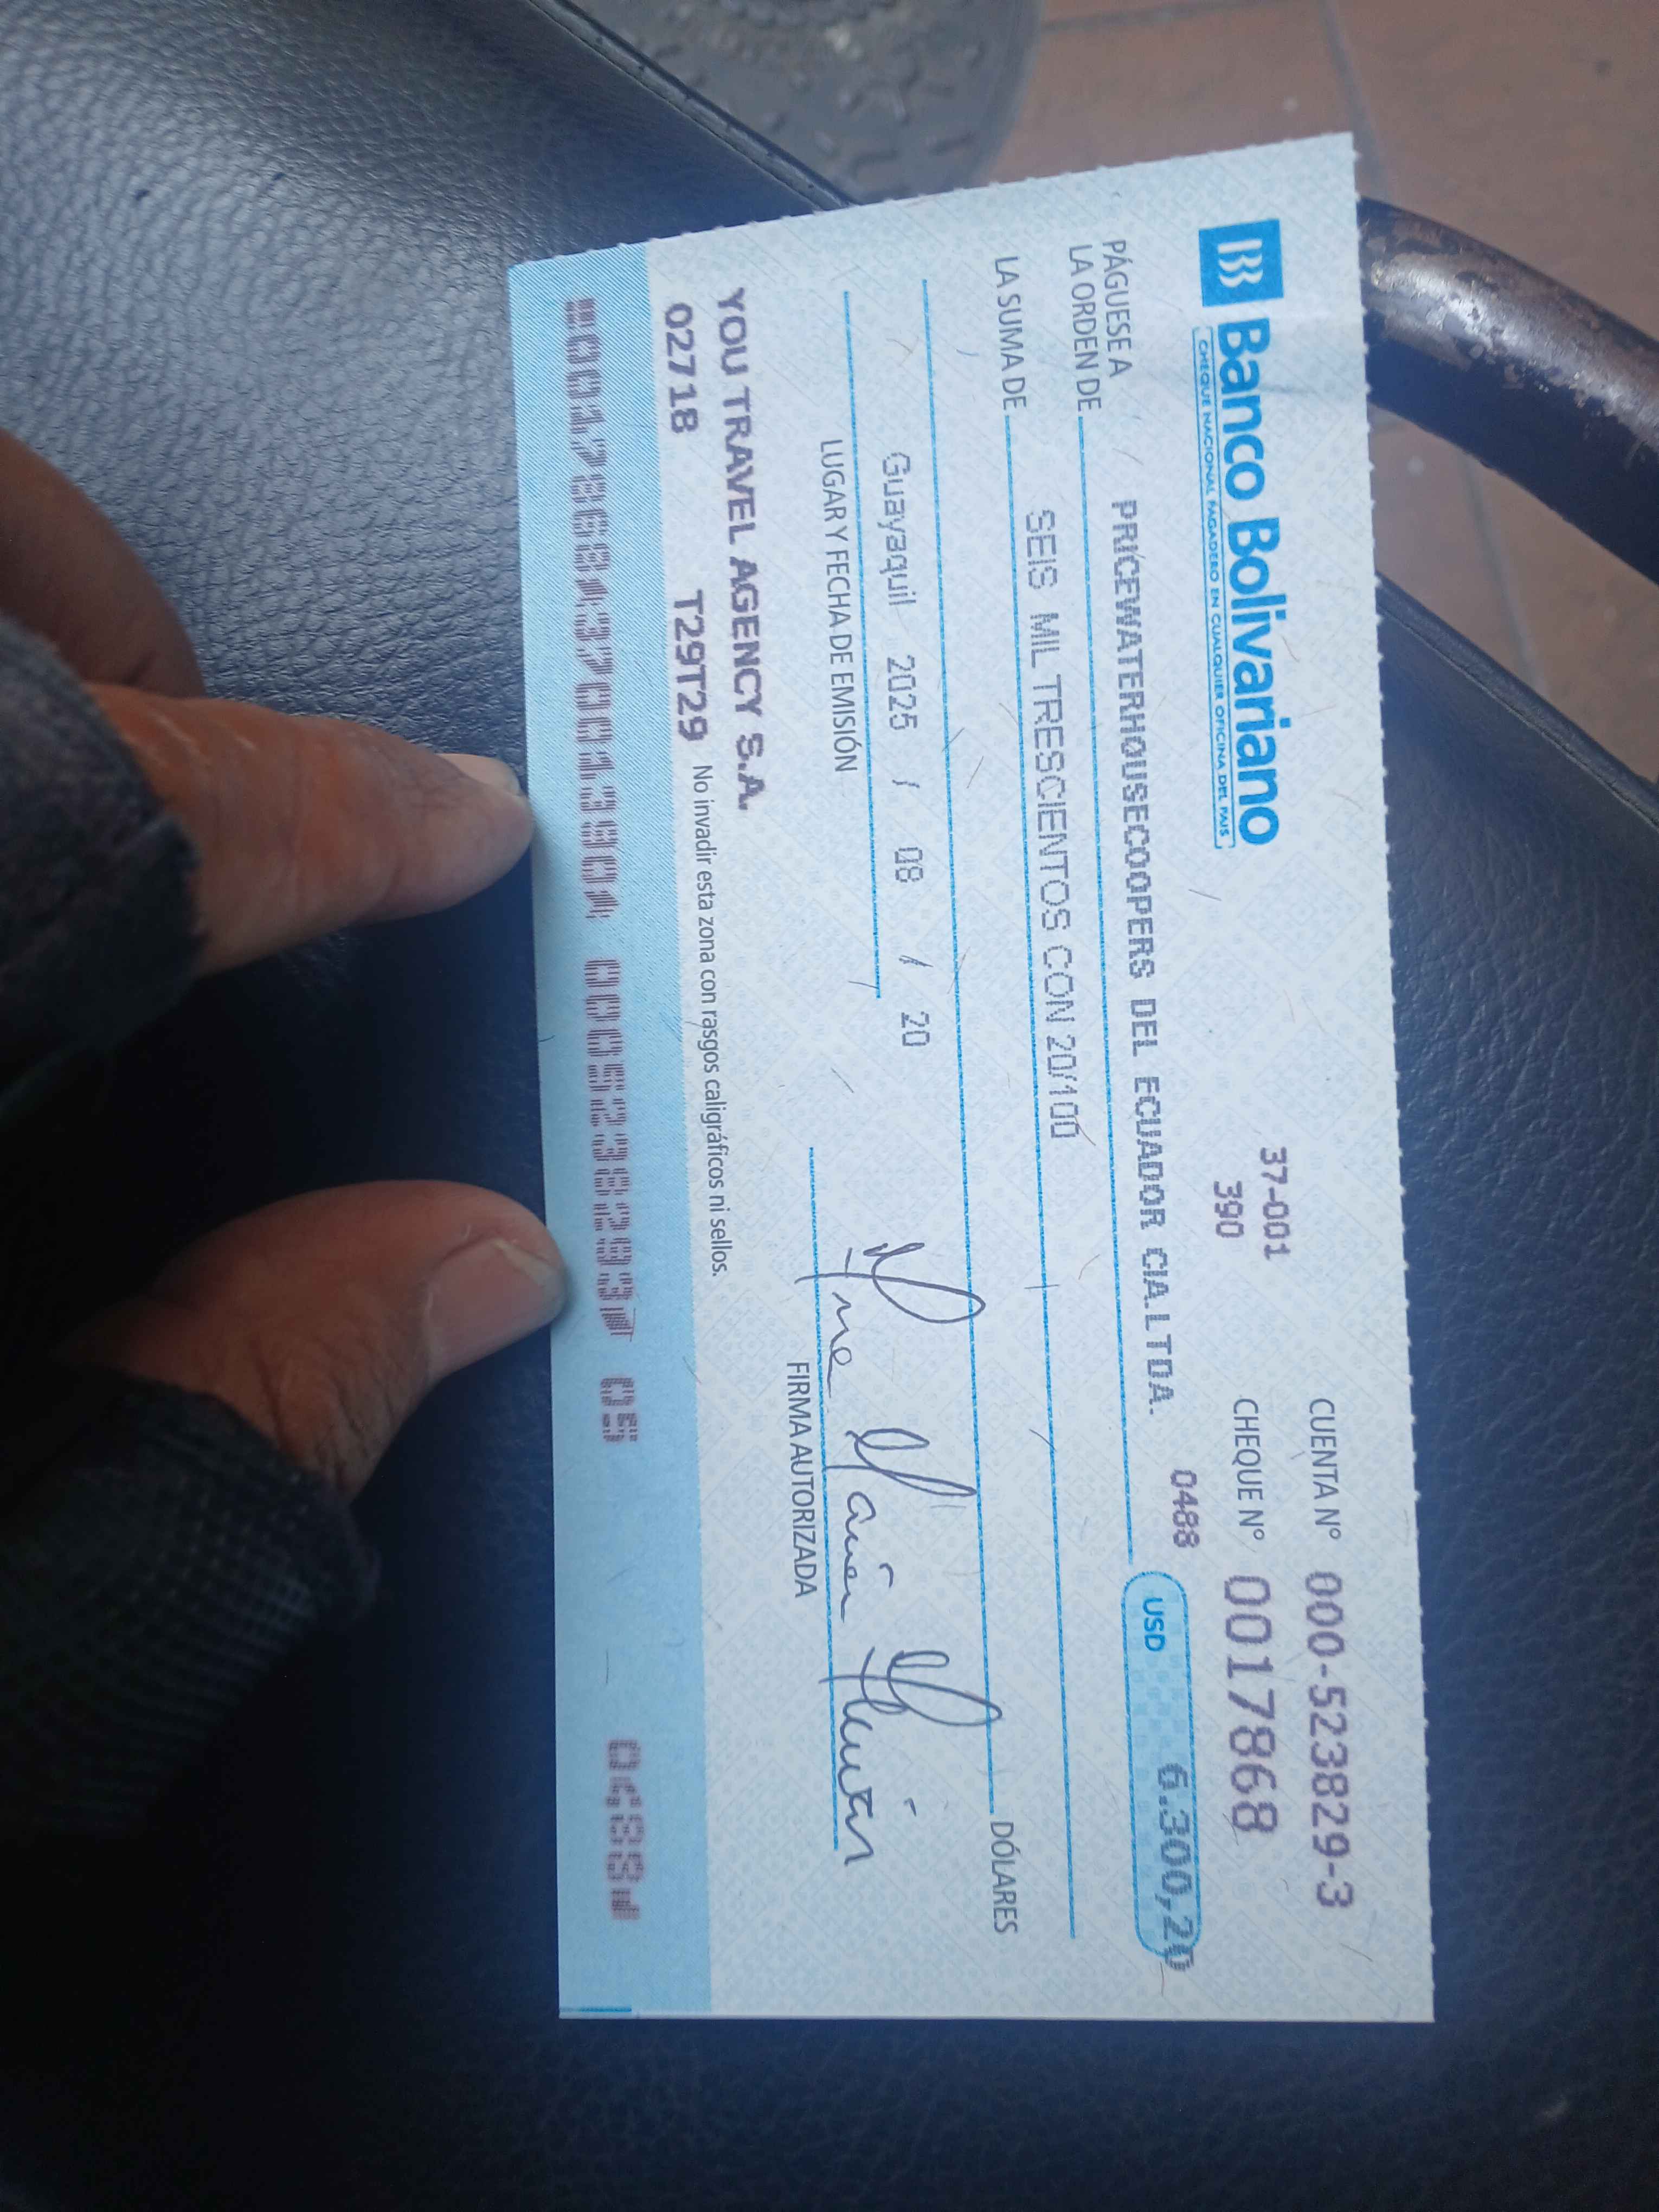 Banco Bolivariano
CHEQUE NACIONAL PAGADERO EN CUALQUIER OFICINA DEL PAIS
37-001
390
CUENTA Nº 000-523829-3
CHEQUE Nº 0017868
0488
PÁGUESE A
LA ORDEN DE PRICEWATERHOUSECOOPERS DEL ECUADOR CIA.LTDA. USD 6.300,20
LA SUMA DE SEIS MIL TRESCIENTOS CON 20/100
DÓLARES
Guayaquil 2025 / 08 / 20
LUGAR Y FECHA DE EMISIÓN
FIRMA AUTORIZADA
YOU TRAVEL AGENCY S.A.
02718 T29T29 No invadir esta zona con rasgos caligráficos ni sellos.